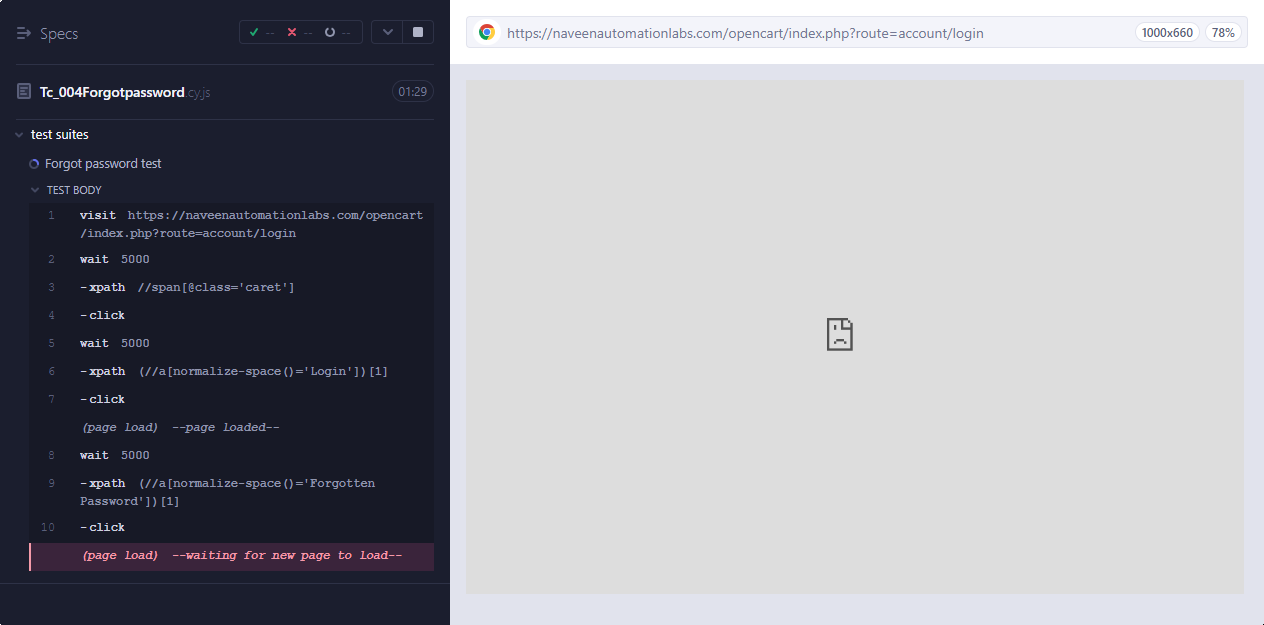 Specs
-- -- --
Tc_004Forgotpassword.cy.js 01:29
test suites
Forgot password test
TEST BODY
1 visit https://naveenautomationlabs.com/opencart
/index.php?route=account/login
2 wait 5000
3 -xpath //span[@class='caret']
4 -click
5 wait 5000
6 -xpath (//a[normalize-space()='Login'])[1]
7 -click
(page load) --page loaded--
8 wait 5000
9 -xpath (//a[normalize-space()='Forgotten
Password'])[1]
10 -click
(page load) --waiting for new page to load--
https://naveenautomationlabs.com/opencart/index.php?route=account/login 1000x660 78%